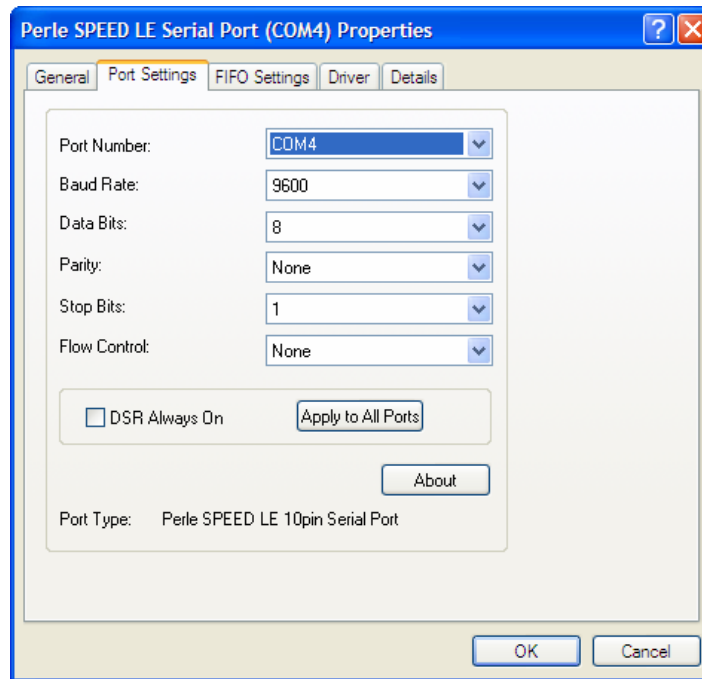 Perle SPEED LE Serial Port (COM4) Properties
General Port Settings FIFO Settings Driver Details
Port Number: COM4
Baud Rate: 9600
Data Bits: 8
Parity: None
Stop Bits: 1
Flow Control: None
DSR Always On Apply to All Ports
About
Port Type: Perle SPEED LE 10pin Serial Port
OK Cancel